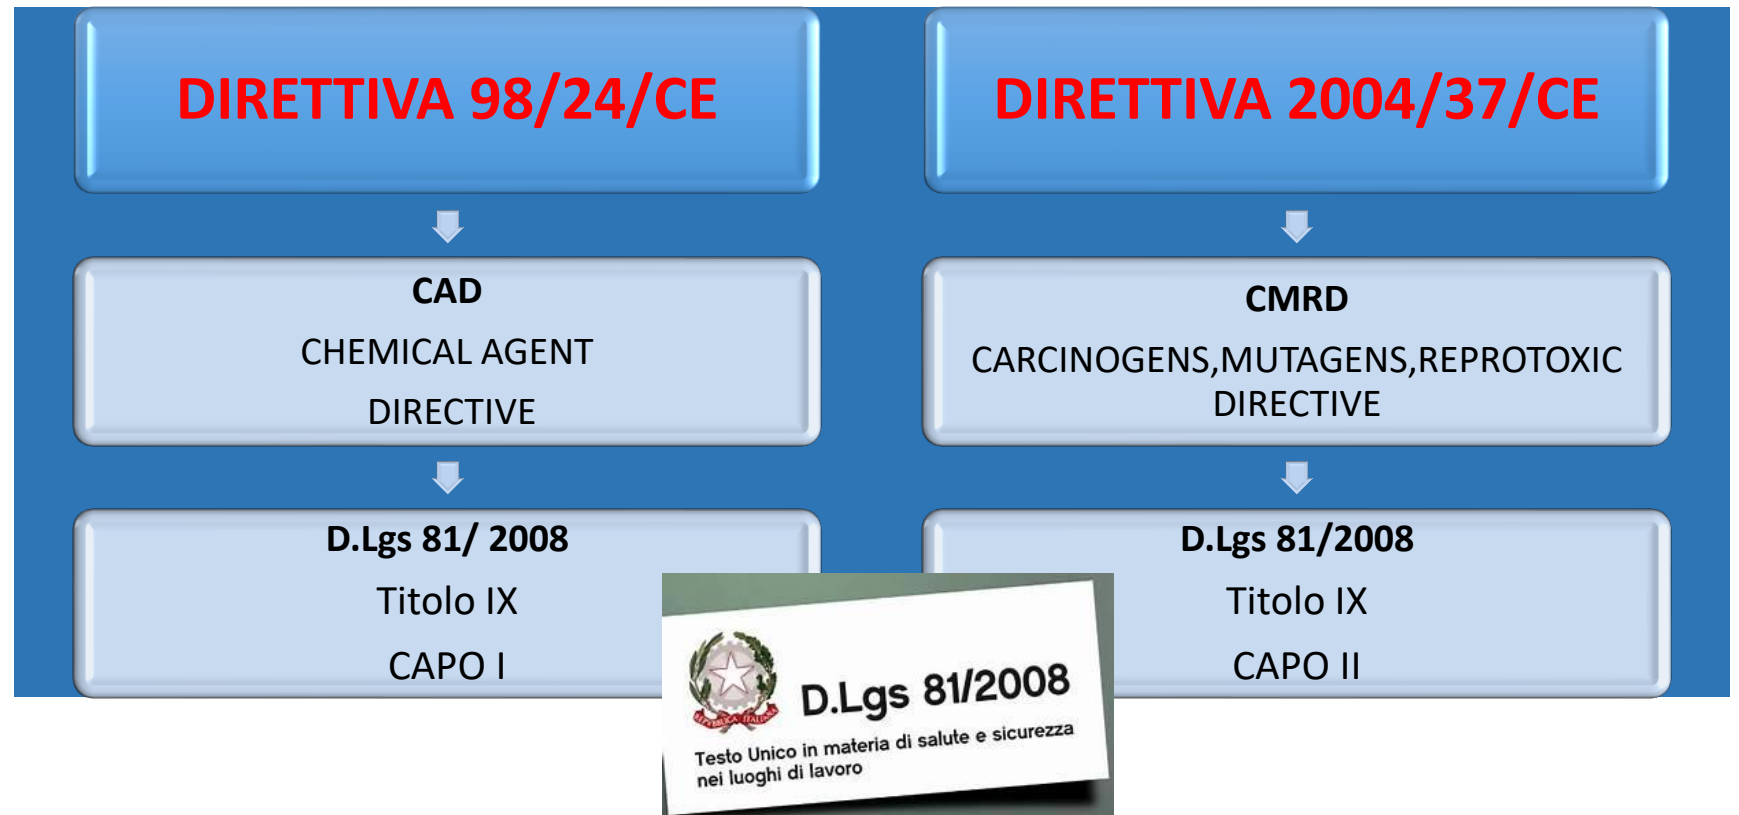 DIRETTIVA 98/24/CE
CAD
CHEMICAL AGENT
DIRECTIVE
D.Lgs 81/ 2008
Titolo IX
CAPO I
DIRETTIVA 2004/37/CE
CMRD
CARCINOGENS,MUTAGENS,REPROTOXIC
DIRECTIVE
D.Lgs 81/2008
Titolo IX
CAPO II
REPVBBLICA ITALIANA
D.Lgs 81/2008
Testo Unico in materia di salute e sicurezza
nei luoghi di lavoro